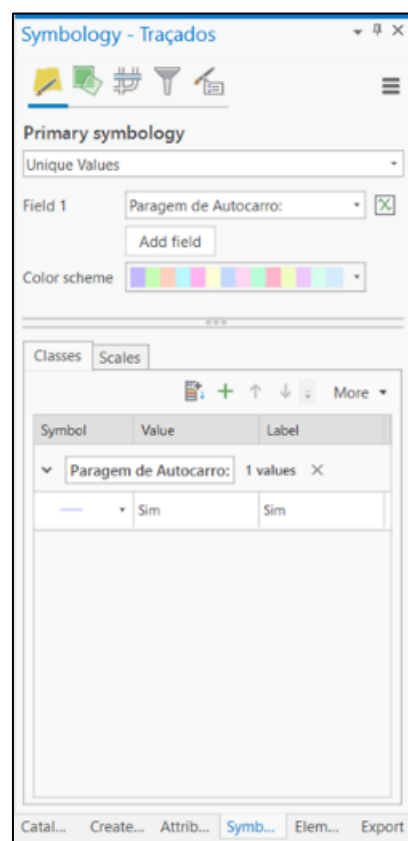 Symbology - Traçados
Primary symbology
Unique Values
Field 1 Paragem de Autocarro:
Add field
Color scheme
Classes Scales
More
Symbol Value Label
Paragem de Autocarro: 1 values
Sim Sim
Catal... Create... Attrib... Symb... Elem... Export